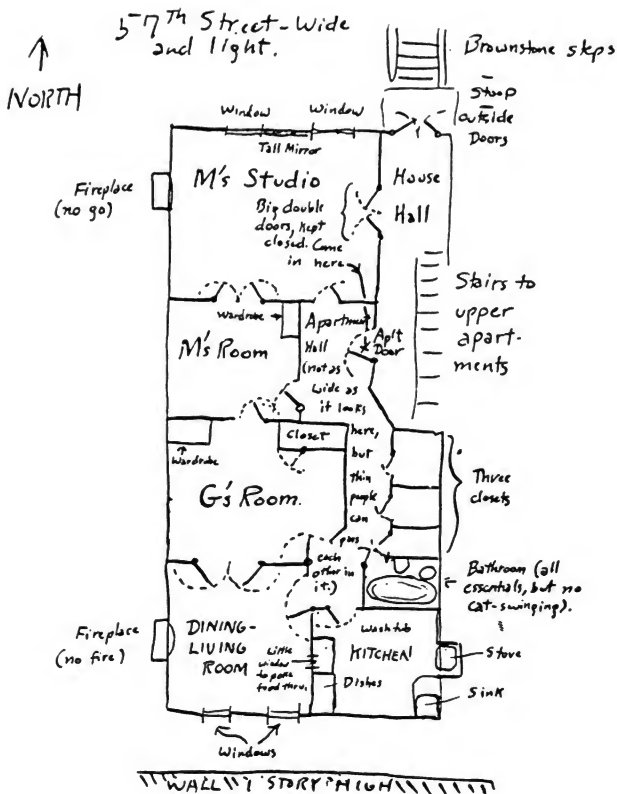 57th Street-Wide
and light.
NORTH
Brownstone steps
Stoop
outside
Doors
Window
Window
Tall Mirror
M's Studio
House
Hall
Fireplace
(no go)
Big double
doors, kept
closed. Come
in here
Stairs to
upper
apart-
ments
Wardrobe
Apartment
Hall
(not as
wide as
it looks
here,
but
thin
people
can
pass
each
other in
it.)
Ap't
Door
M's Room
Closet
Wardrobe
G's Room.
Three
closets
Bathroom (all
essentials, but no
cat-swinging).
Fireplace
(no fire)
DINING-
LIVING
ROOM
Little
window
to poke
food thru.
Washtub
KITCHEN
Dishes
Stove
Sink
Windows
WALL 1 STORY HIGH